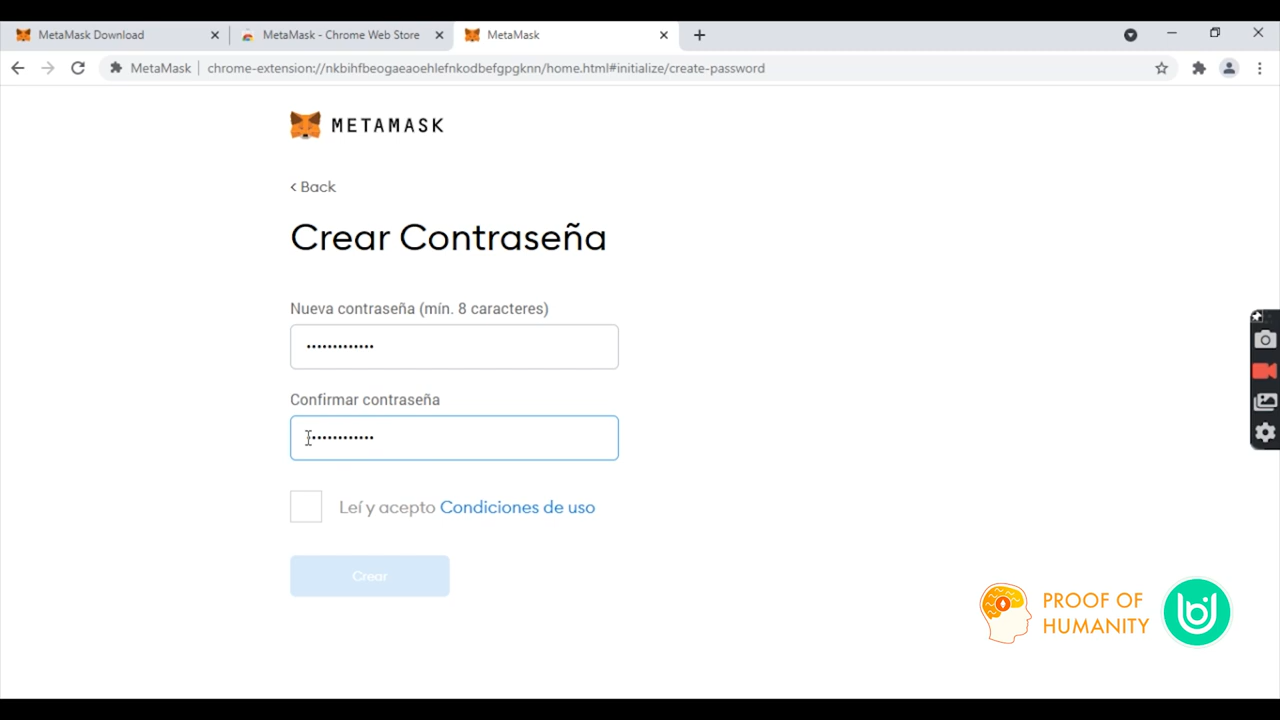 MetaMask Download
MetaMask - Chrome Web Store
MetaMask
MetaMask
chrome-extension://nkbihfbeogaeaoehlefnkodbefgpgknn/home.html#initialize/create-password
METAMASK
< Back
Crear Contraseña
Nueva contraseña (mín. 8 caracteres)
•••••••••••••
Confirmar contraseña
•••••••••••••
Leí y acepto Condiciones de uso
Crear
PROOF OF
HUMANITY